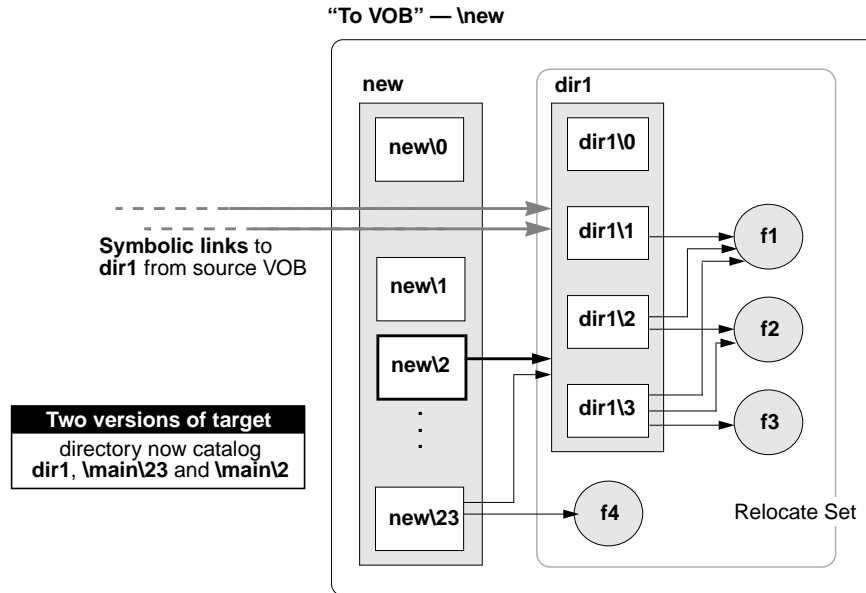 “To VOB” — \new
new
dir1
new\0
dir1\0
dir1\1
f1
Symbolic links to
dir1 from source VOB
new\1
dir1\2
f2
new\2
dir1\3
f3
Two versions of target
directory now catalog
dir1, \main\23 and \main\2
new\23
f4
Relocate Set